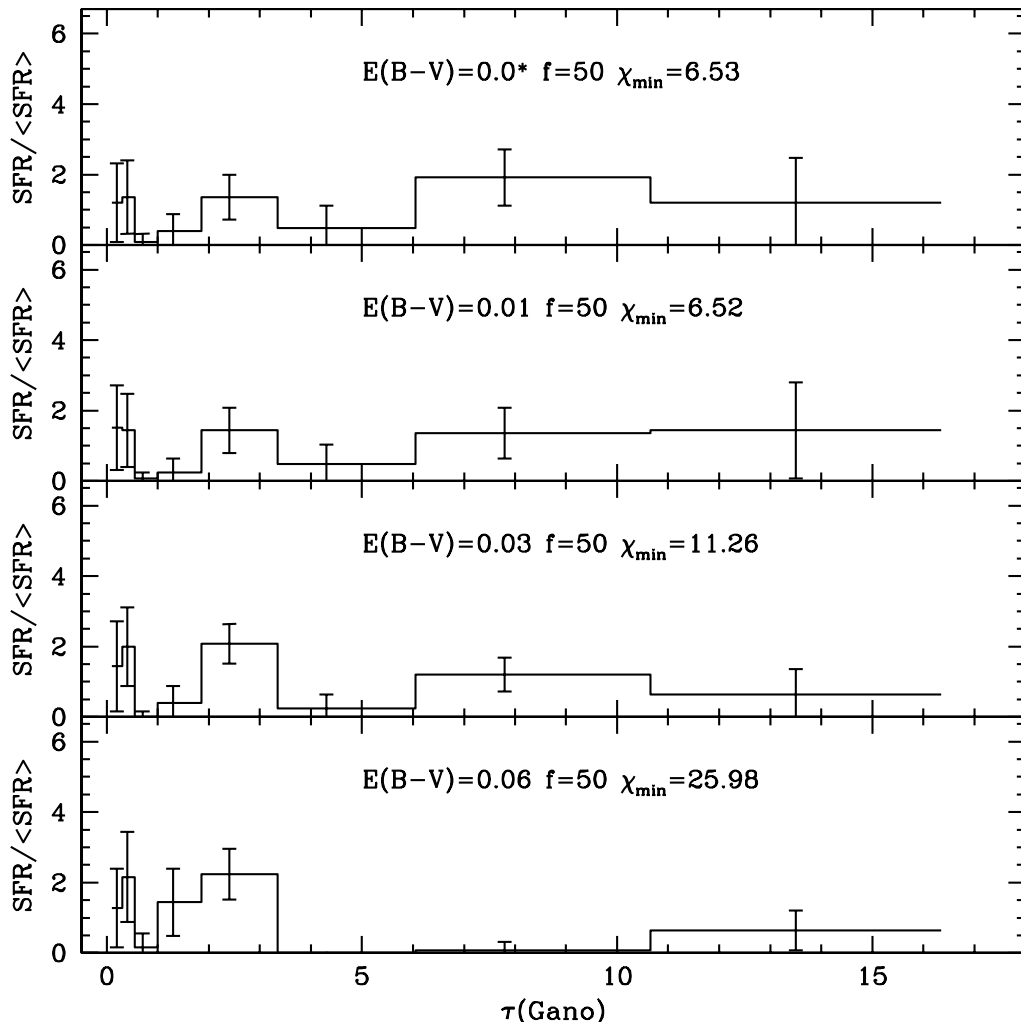 6
E(B−V)=0.0* f=50 χmin=6.53
4
SFR/<SFR>
2
0
6
E(B−V)=0.01 f=50 χmin=6.52
4
SFR/<SFR>
2
0
6
E(B−V)=0.03 f=50 χmin=11.26
4
SFR/<SFR>
2
0
6
E(B−V)=0.06 f=50 χmin=25.98
4
SFR/<SFR>
2
0
0 5 10 15
τ(Gano)